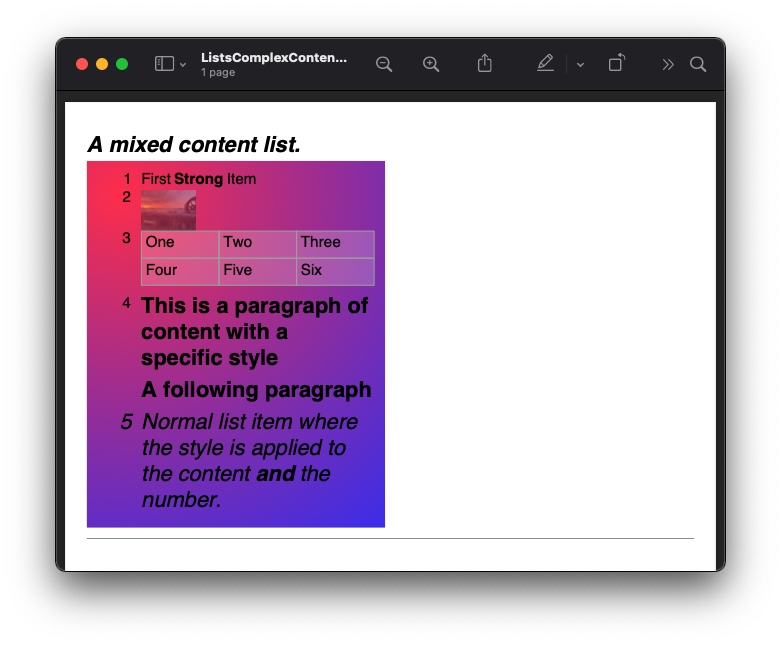 ListsComplexConten...
1 page
A mixed content list.
1 First Strong Item
2
3 One Two Three
Four Five Six
4 This is a paragraph of
content with a
specific style
A following paragraph
5 Normal list item where
the style is applied to
the content and the
number.